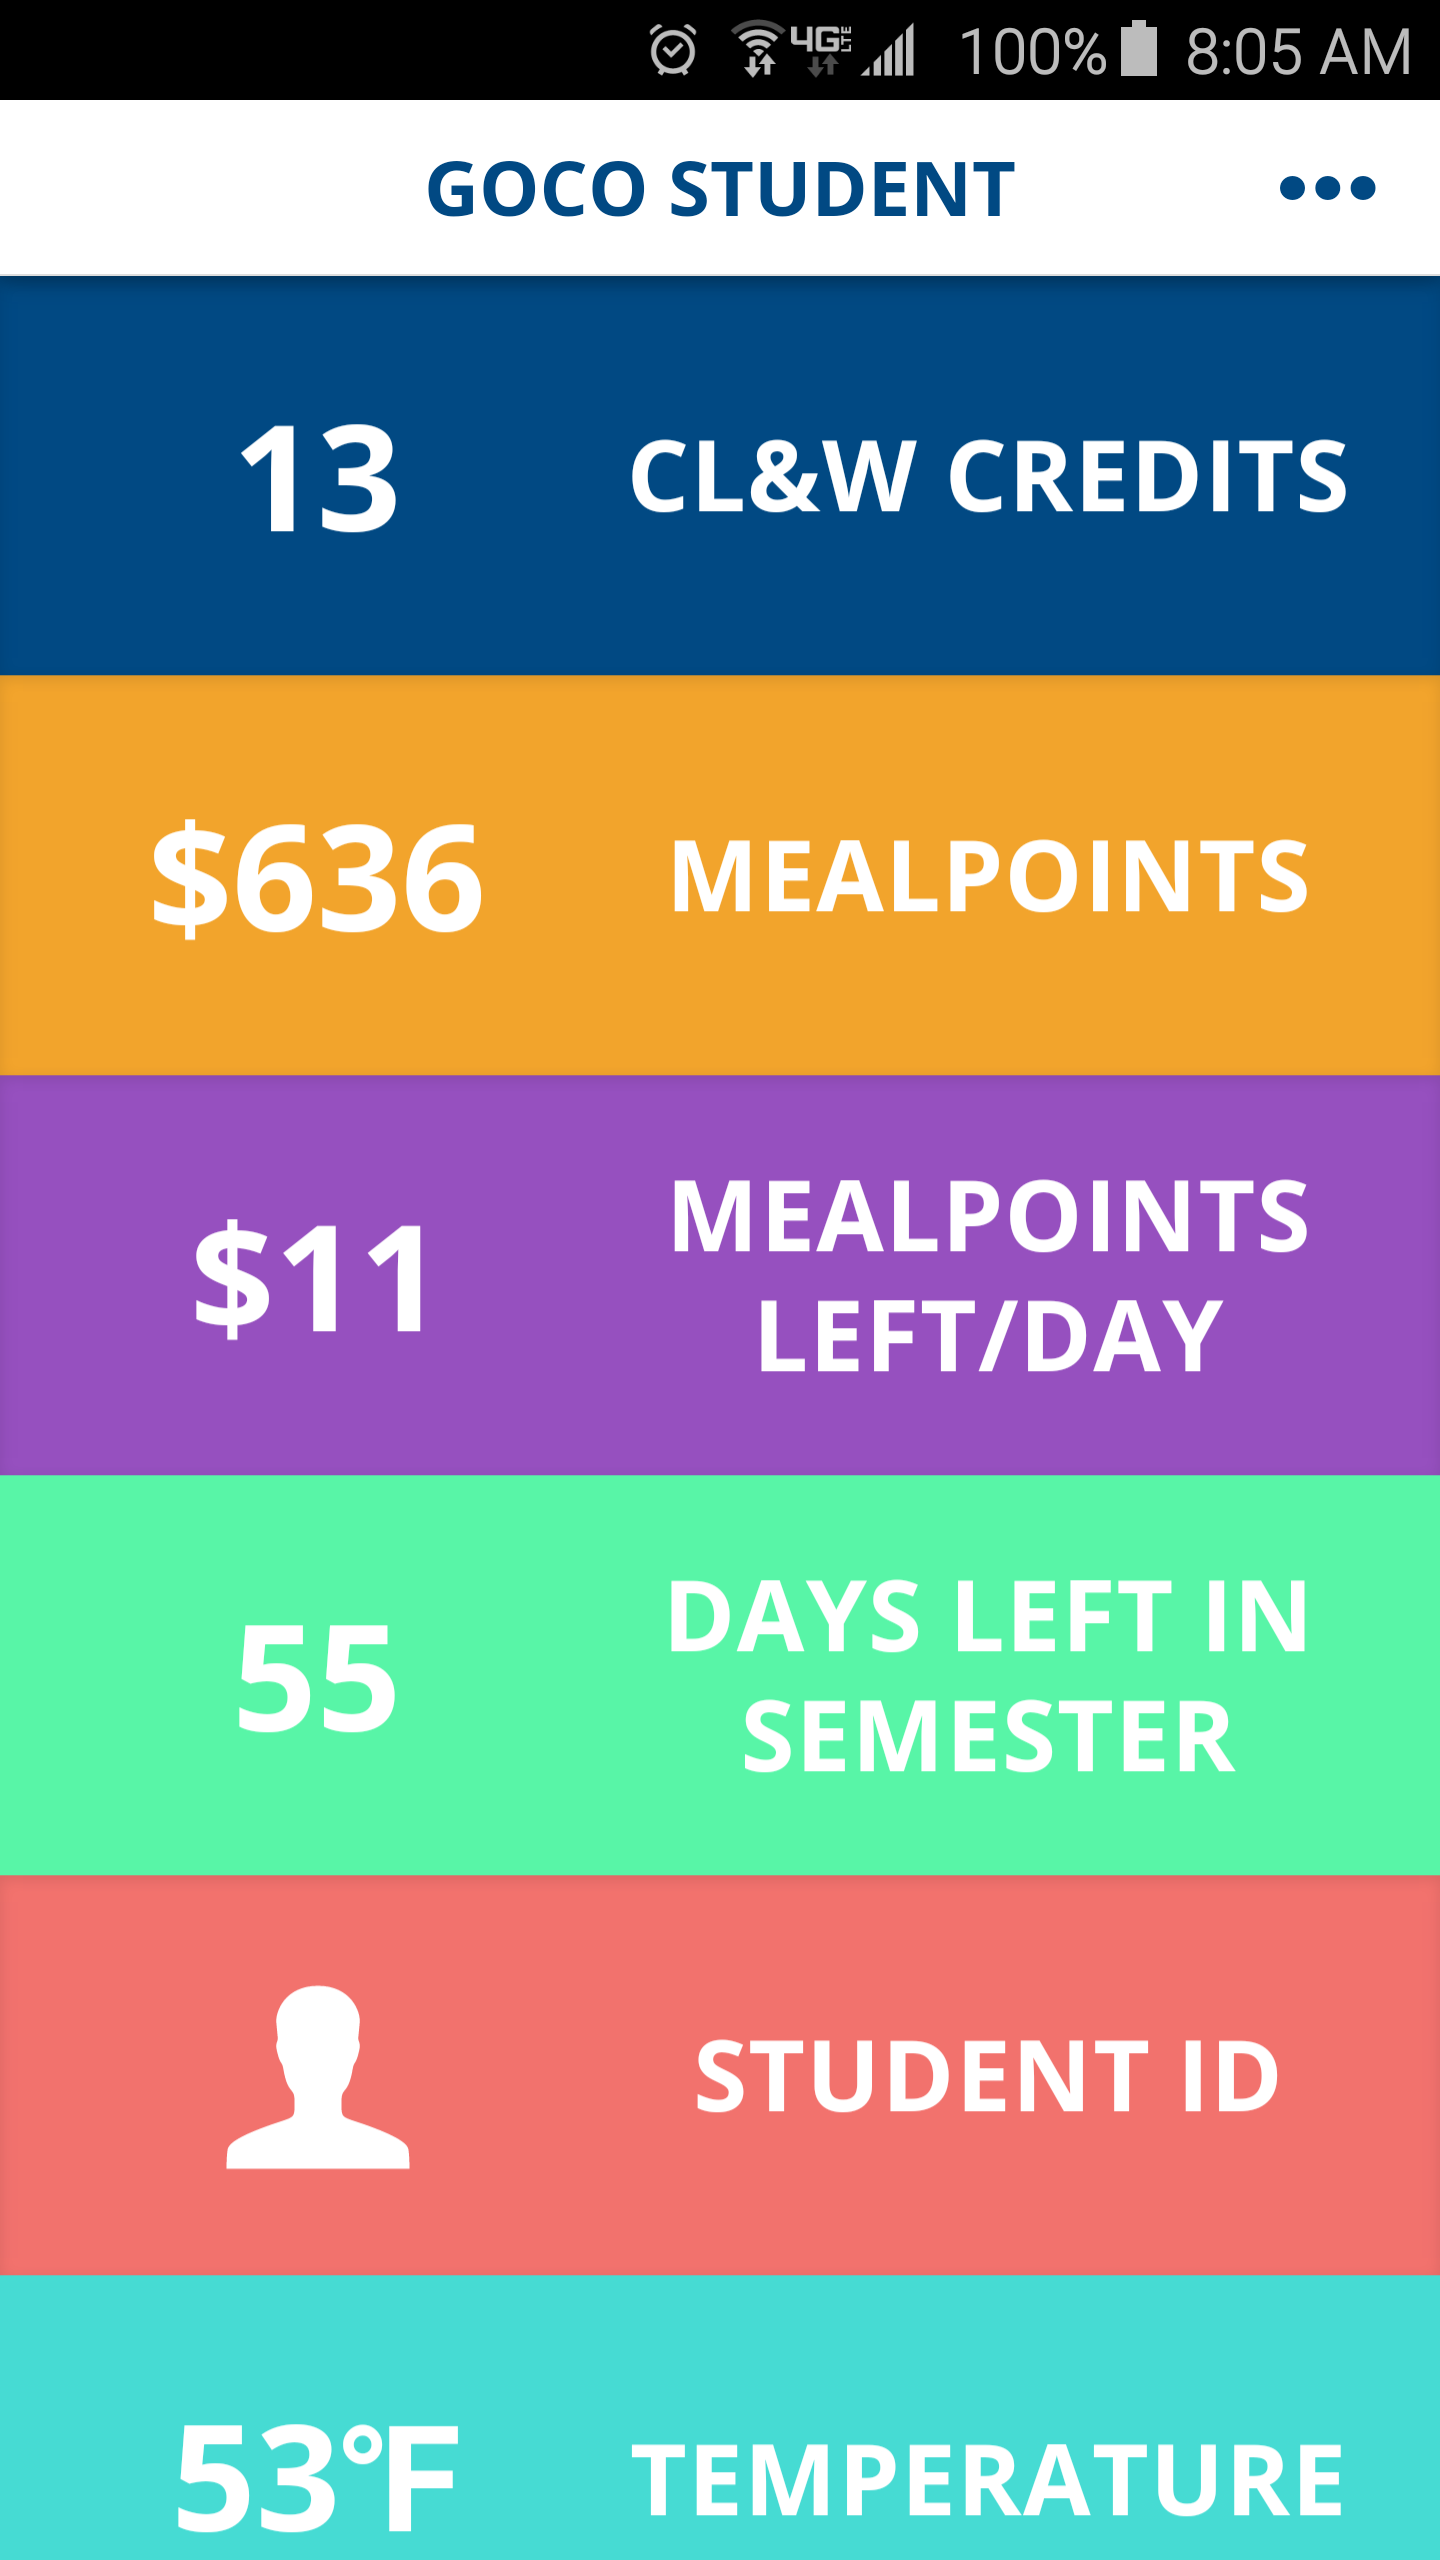 4G LTE 100% 8:05 AM
GOCO STUDENT
13 CL&W CREDITS
$636 MEALPOINTS
$11 MEALPOINTS
LEFT/DAY
55 DAYS LEFT IN
SEMESTER
STUDENT ID
53°F TEMPERATURE